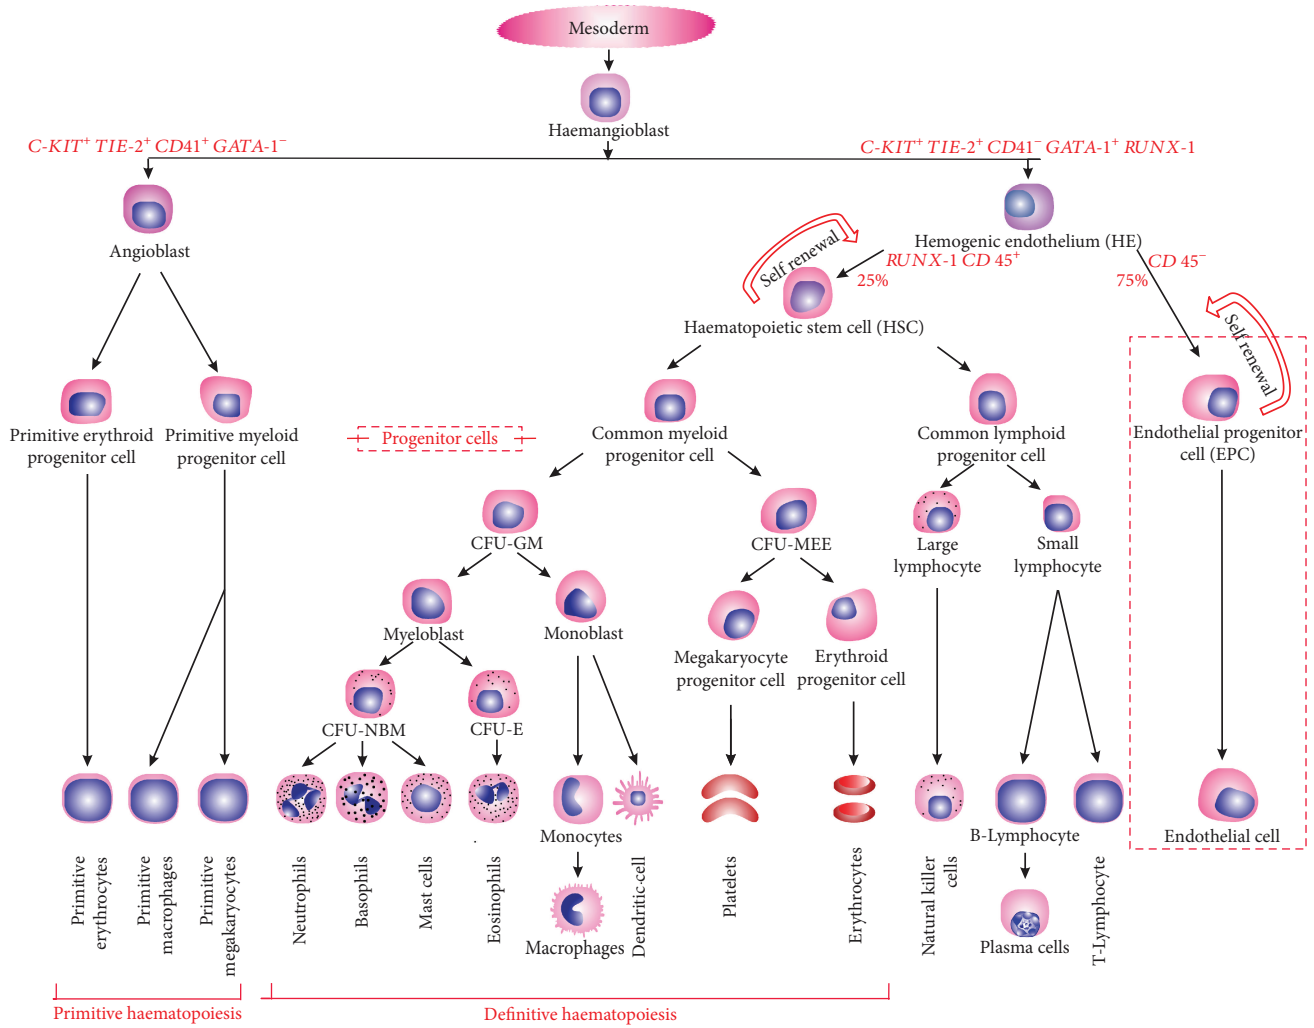 Mesoderm
Haemangioblast
C-KIT⁺ TIE-2⁺ CD41⁺ GATA-1⁻
C-KIT⁺ TIE-2⁺ CD41⁻ GATA-1⁺ RUNX-1
Angioblast
Hemogenic endothelium (HE)
Self renewal
RUNX-1 CD 45⁺
25%
CD 45⁻
75%
Haematopoietic stem cell (HSC)
Self renewal
Primitive erythroid
progenitor cell
Primitive myeloid
progenitor cell
Progenitor cells
Common myeloid
progenitor cell
Common lymphoid
progenitor cell
Endothelial progenitor
cell (EPC)
CFU-GM
CFU-MEE
Large
lymphocyte
Small
lymphocyte
Myeloblast
Monoblast
Megakaryocyte
progenitor cell
Erythroid
progenitor cell
CFU-NBM
CFU-E
Monocytes
B-Lymphocyte
Endothelial cell
Primitive
erythrocytes
Primitive
macrophages
Primitive
megakaryocytes
Neutrophils
Basophils
Mast cells
Eosinophils
Macrophages
Dendritic-cell
Platelets
Erythrocytes
Natural killer
cells
Plasma cells
T-Lymphocyte
Primitive haematopoiesis
Definitive haematopoiesis